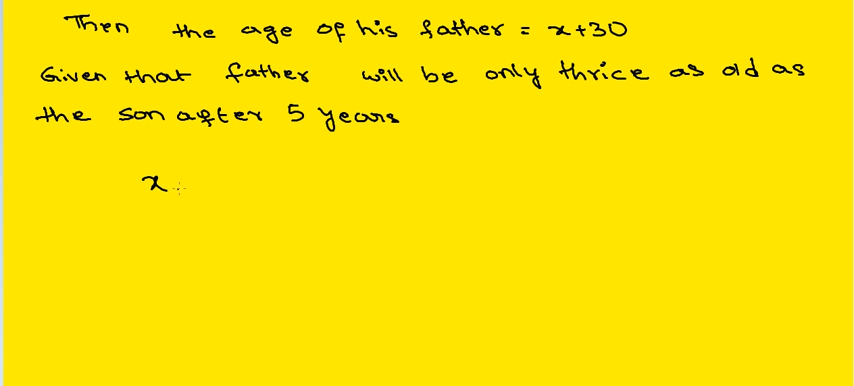 Then the age of his father = x+30
Given that father will be only thrice as old as
the son after 5 years
x